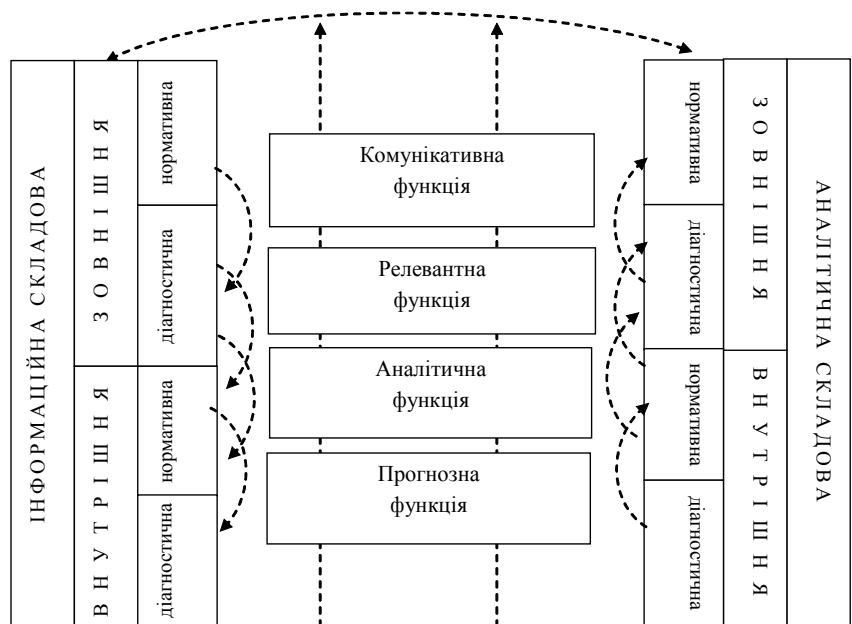 ІНФОРМАЦІЙНА СКЛАДОВА
ЗОВНІШНЯ
нормативна
діагностична
ВНУТРІШНЯ
нормативна
діагностична
Комунікативна
функція
Релевантна
функція
Аналітична
функція
Прогнозна
функція
нормативна
діагностична
ЗОВНІШНЯ
нормативна
діагностична
ВНУТРІШНЯ
АНАЛІТИЧНА СКЛАДОВА